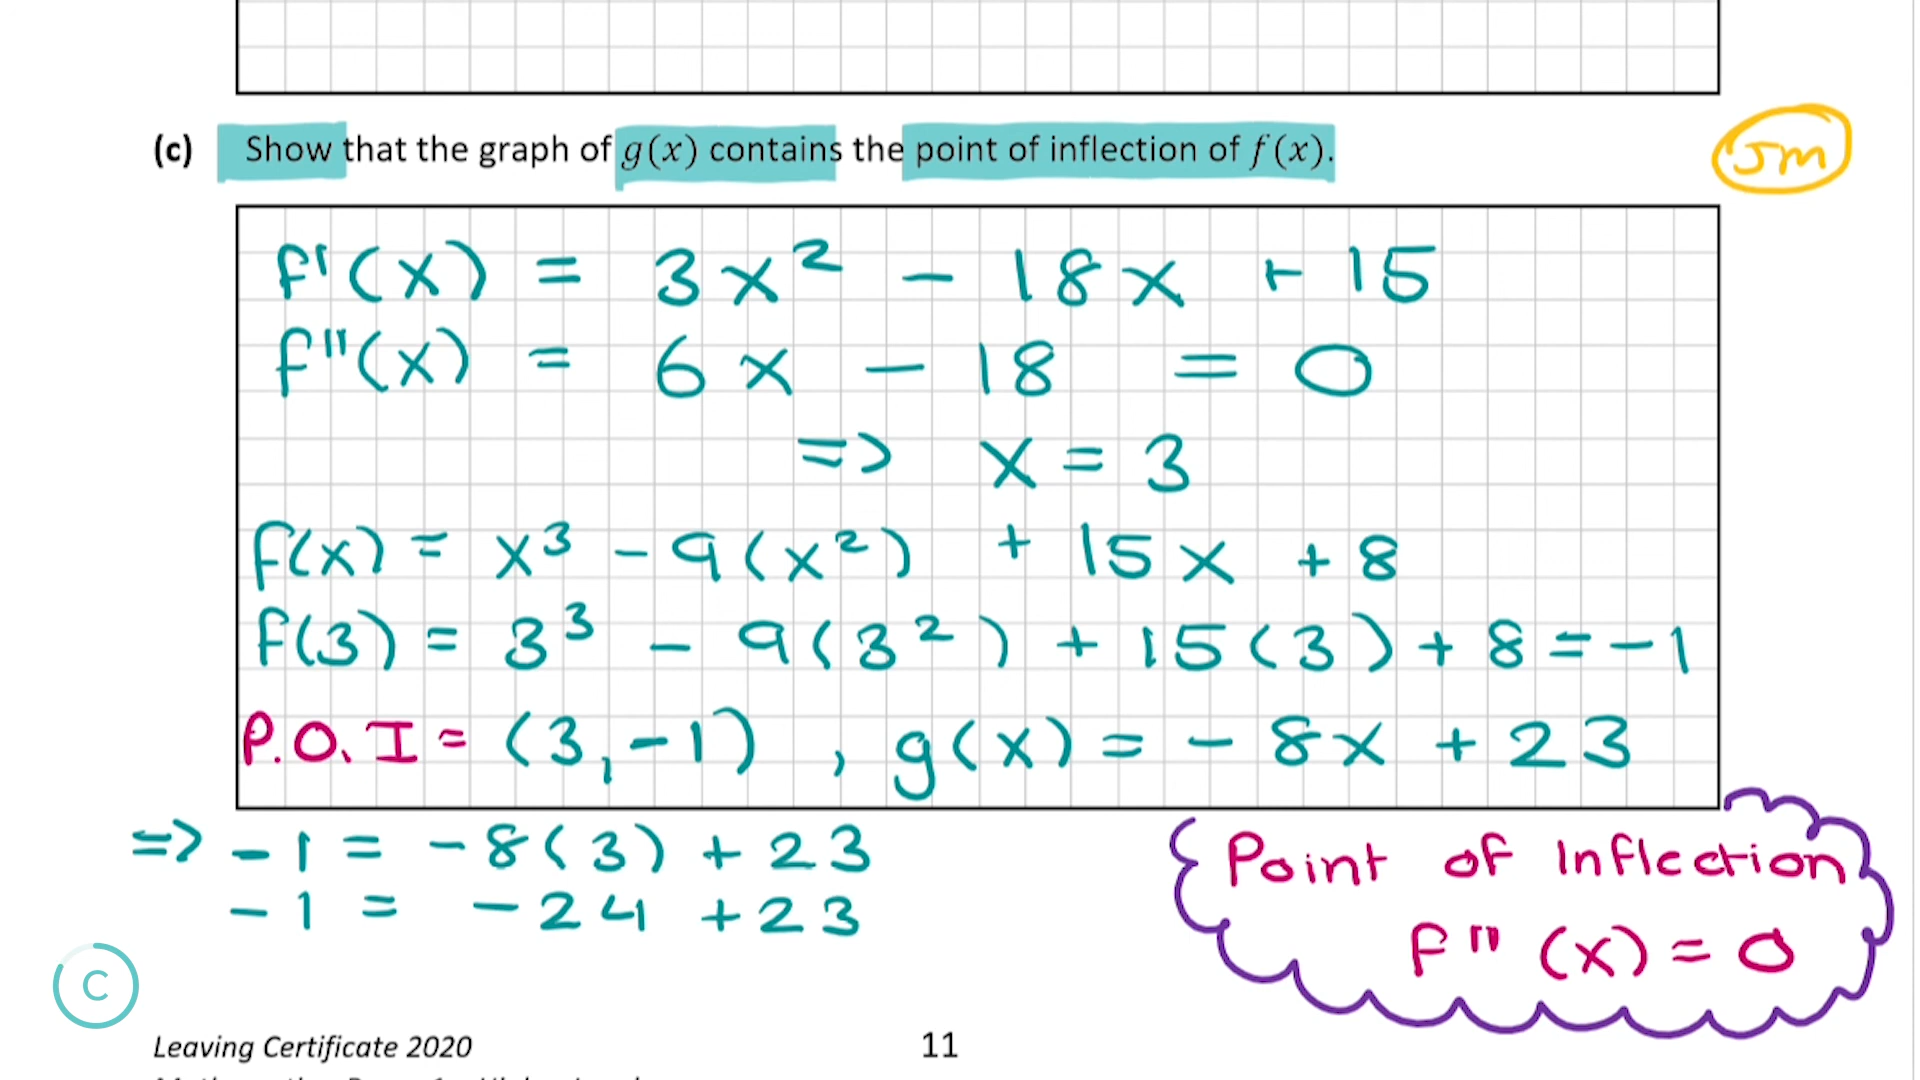 (c) Show that the graph of g(x) contains the point of inflection of f(x).
5m
f'(x) = 3x² - 18x + 15
f''(x) = 6x - 18 = 0
=> x = 3
f(x) = x³ - 9(x²) + 15x + 8
f(3) = 3³ - 9(3²) + 15(3) + 8 = -1
P.O.I = (3, -1) , g(x) = -8x + 23
=> -1 = -8(3) + 23
-1 = -24 + 23
Point of Inflection
f''(x) = 0
C
Leaving Certificate 2020
11